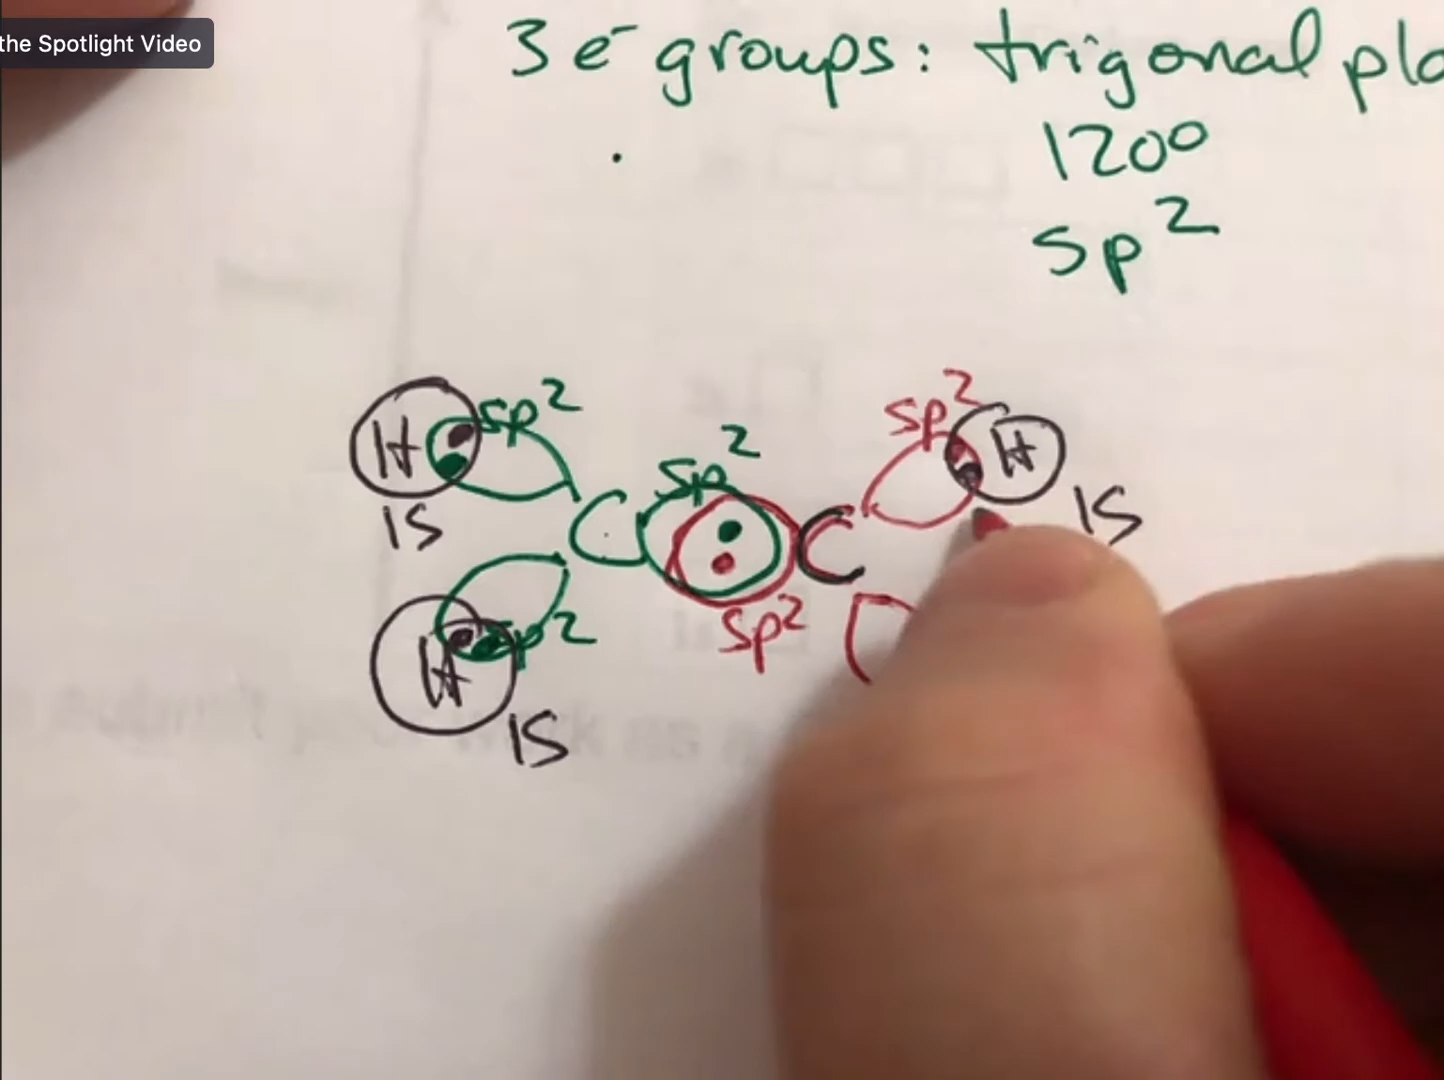 the Spotlight Video
3 e⁻ groups: trigonal pla
120°
sp²
sp²
sp²
sp²
H
H
1S
C
C
1S
sp²
sp²
H
1S